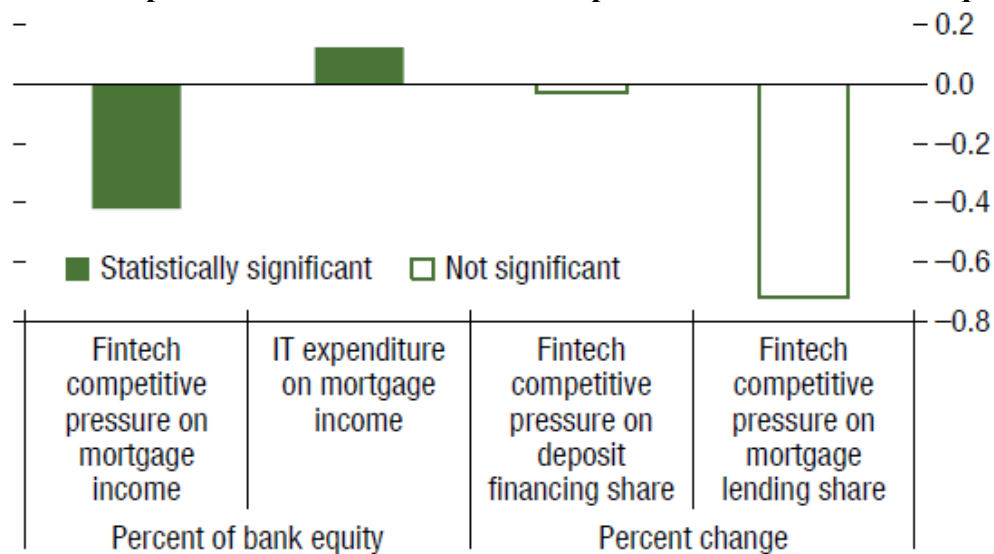 0.2
0.0
–0.2
–0.4
–0.6
–0.8
Statistically significant
Not significant
Fintech
competitive
pressure on
mortgage
income
IT expenditure
on mortgage
income
Fintech
competitive
pressure on
deposit
financing share
Fintech
competitive
pressure on
mortgage
lending share
Percent of bank equity
Percent change